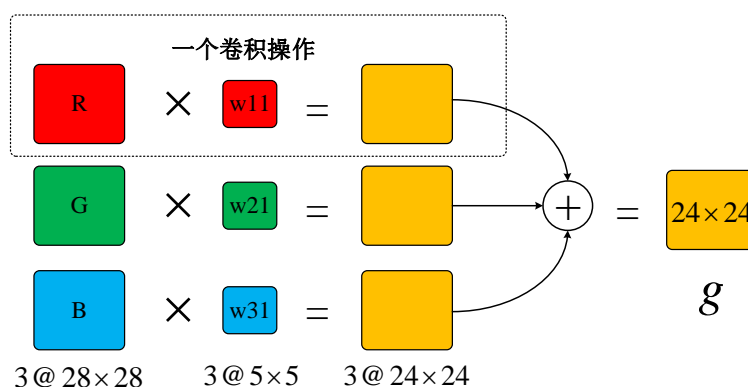 一个卷积操作
R × w11 =
G × w21 = + = 24×24
B × w31 = g
3@28×28 3@5×5 3@24×24